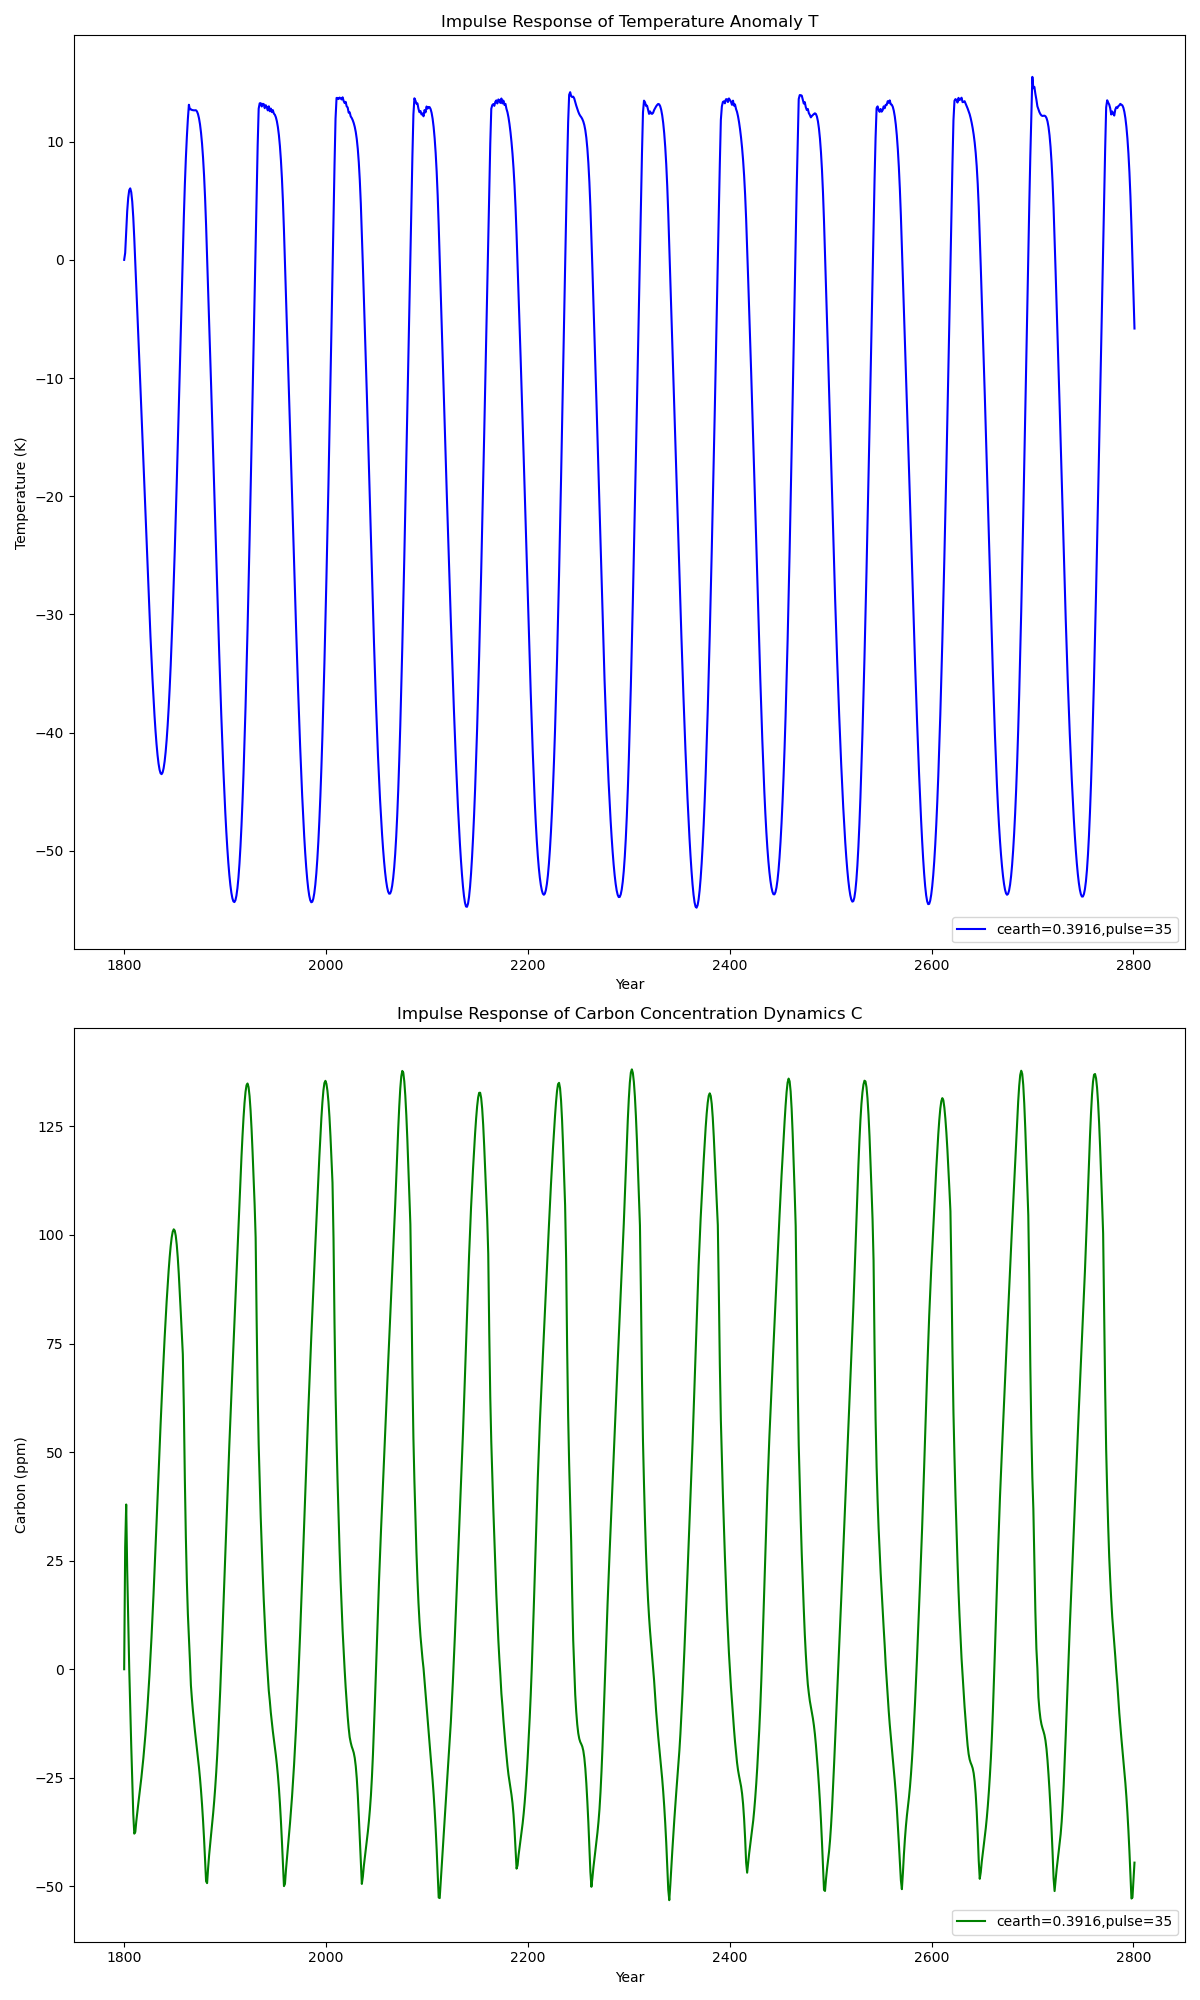 Impulse Response of Temperature Anomaly T
10
0
−10
−20
−30
−40
−50
Temperature (K)
cearth=0.3916,pulse=35
1800 2000 2200 2400 2600 2800
Year
Impulse Response of Carbon Concentration Dynamics C
125
100
75
50
25
0
−25
−50
Carbon (ppm)
cearth=0.3916,pulse=35
1800 2000 2200 2400 2600 2800
Year